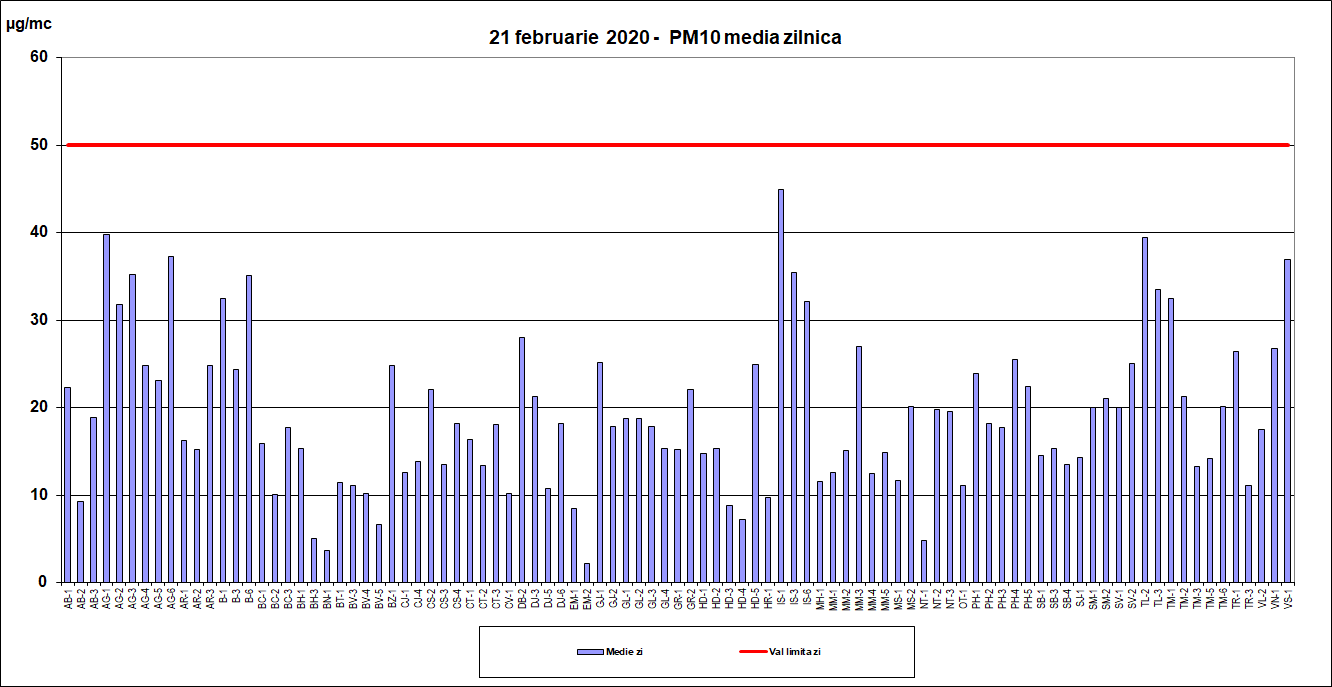 µg/mc
21 februarie 2020 - PM10 media zilnica
60
50
40
30
20
10
0
AB-1
AB-2
AB-3
AG-1
AG-2
AG-3
AG-4
AG-5
AG-6
AR-1
AR-2
AR-3
B-1
B-3
B-6
BC-1
BC-2
BC-3
BH-1
BH-3
BN-1
BT-1
BV-3
BV-4
BV-5
BZ-1
CJ-1
CJ-4
CS-2
CS-3
CS-4
CT-1
CT-2
CT-3
CV-1
DB-2
DJ-3
DJ-5
DJ-6
EM-1
EM-2
GJ-1
GJ-2
GL-1
GL-2
GL-3
GL-4
GR-1
GR-2
HD-1
HD-2
HD-3
HD-4
HD-5
HR-1
IS-1
IS-3
IS-6
MH-1
MM-1
MM-2
MM-3
MM-4
MM-5
MS-1
MS-2
NT-1
NT-2
NT-3
OT-1
PH-1
PH-2
PH-3
PH-4
PH-5
SB-1
SB-3
SB-4
SJ-1
SM-1
SM-2
SV-1
SV-2
TL-2
TL-3
TM-1
TM-2
TM-3
TM-5
TM-6
TR-1
TR-3
VL-2
VN-1
VS-1
Medie zi
Val limita zi